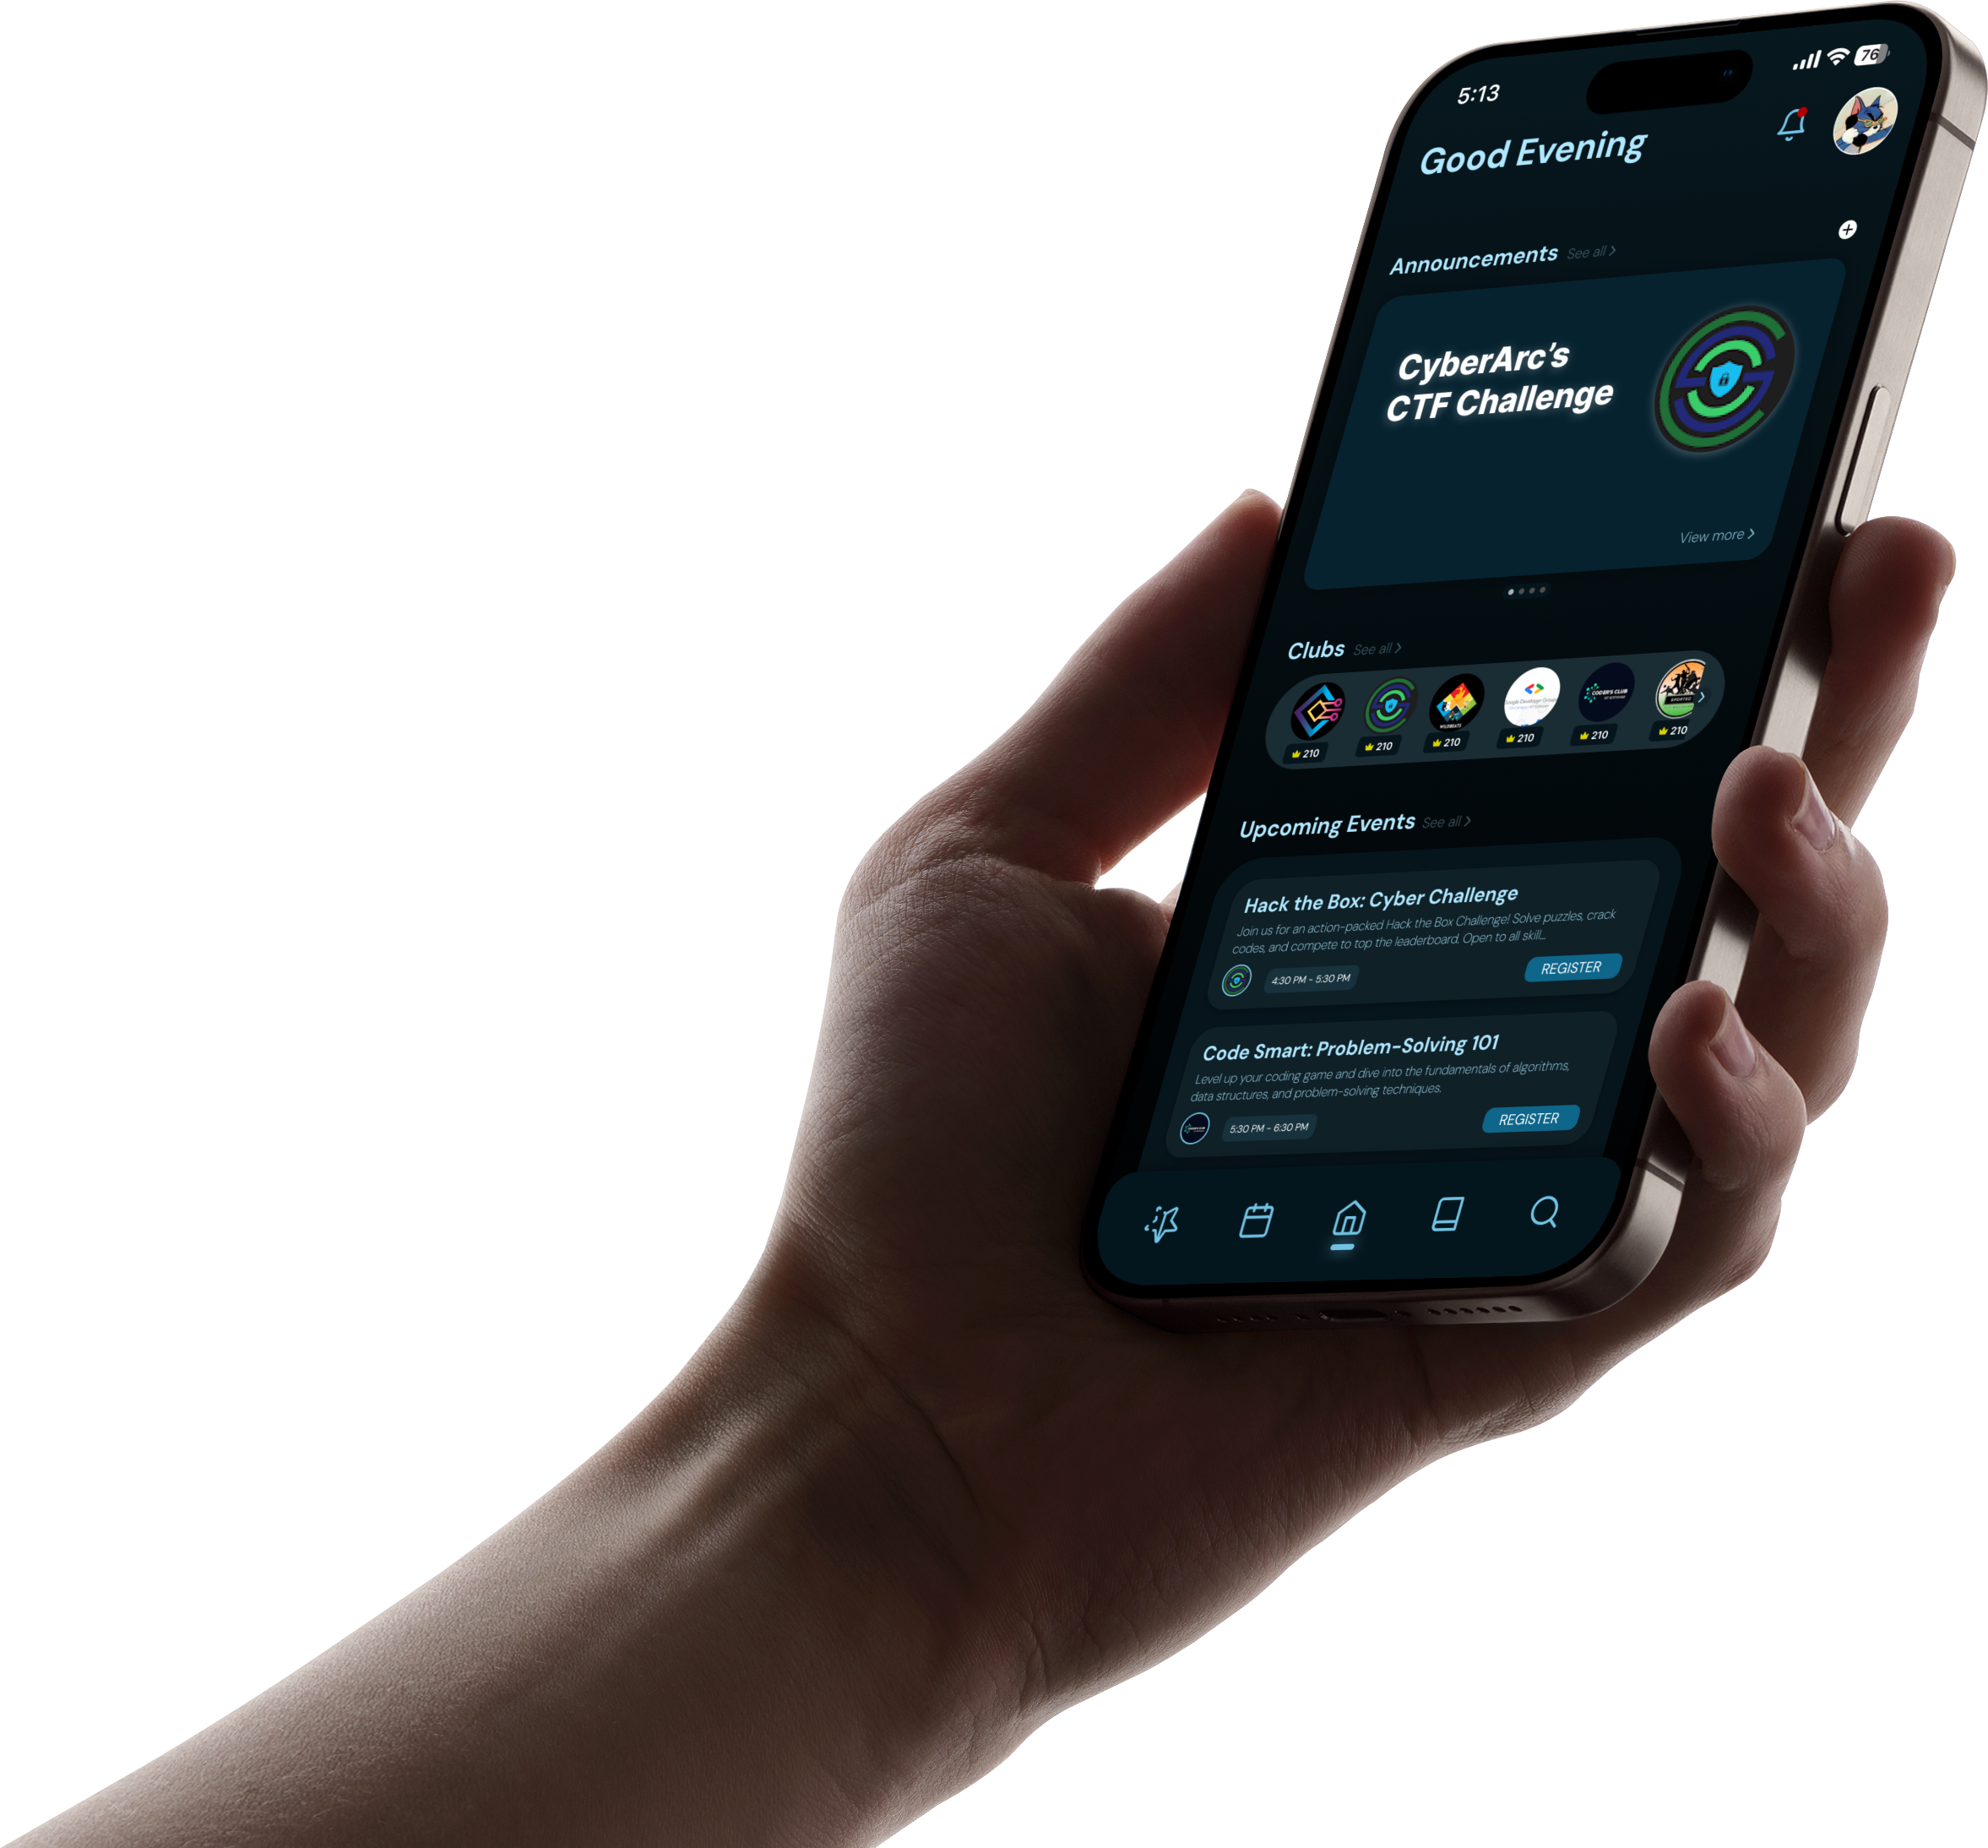 5:13
76
Good Evening
Announcements See all
CyberArc’s
CTF Challenge
View more
Clubs See all
WILDBEATS
CODER'S CLUB
210
210
210
210
210
210
Upcoming Events See all
Hack the Box: Cyber Challenge
Join us for an action-packed Hack the Box Challenge! Solve puzzles, crack
codes, and compete to top the leaderboard. Open to all skill...
4:30 PM - 5:30 PM
REGISTER
Code Smart: Problem-Solving 101
Level up your coding game and dive into the fundamentals of algorithms,
data structures, and problem-solving techniques.
5:30 PM - 6:30 PM
REGISTER